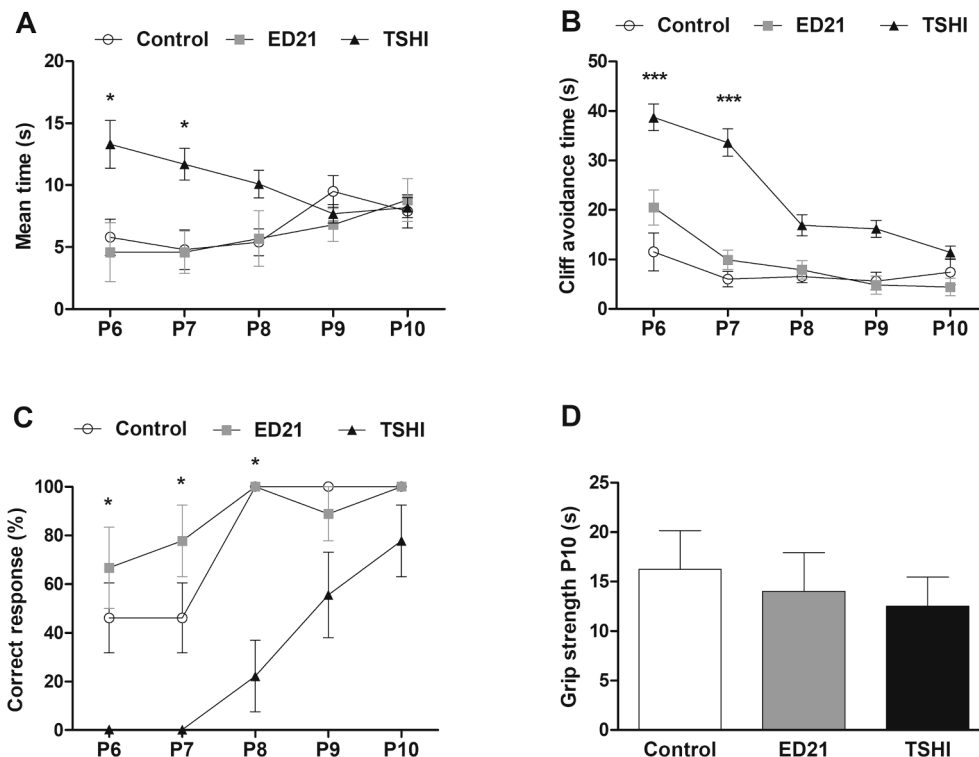 A
Control ED21 TSHI
Mean time (s)
20
15
10
5
0
* *
P6 P7 P8 P9 P10
B
Control ED21 TSHI
Cliff avoidance time (s)
50
40
30
20
10
0
*** ***
P6 P7 P8 P9 P10
C
Control ED21 TSHI
Correct response (%)
100
80
60
40
20
0
* * *
P6 P7 P8 P9 P10
D
Grip strength P10 (s)
25
20
15
10
5
0
Control ED21 TSHI